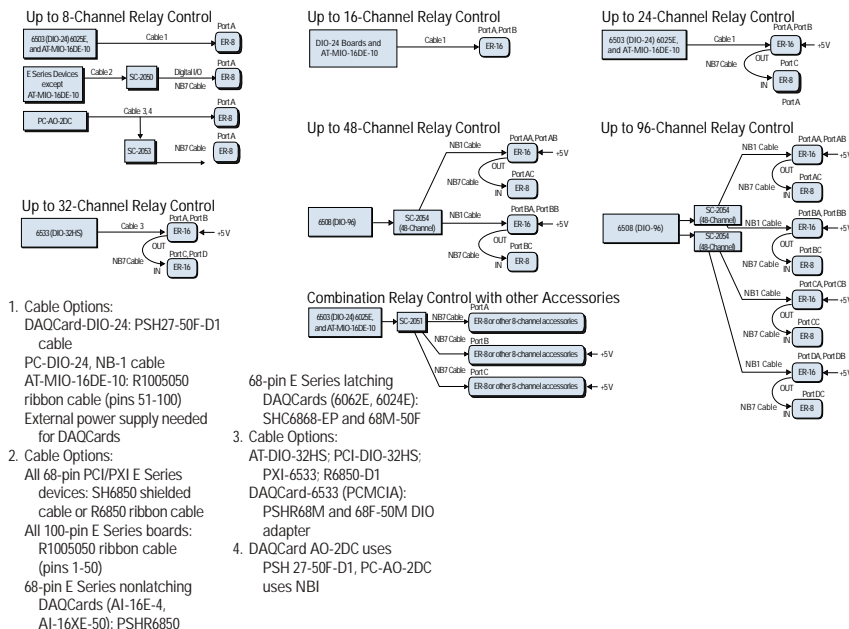 Up to 8-Channel Relay Control
6503 (DIO-24) 6025E,
and AT-MIO-16DE-10
Cable 1
Port A
ER-8
E Series Devices
except
AT-MIO-16DE-10
Cable 2
SC-2050
Digital I/O
NB7 Cable
Port A
ER-8
PC-AO-2DC
Cable 3, 4
Port A
ER-8
SC-2053
NB7 Cable
Port A
ER-8
Up to 16-Channel Relay Control
DIO-24 Boards and
AT-MIO-16DE-10
Cable 1
Port A, Port B
ER-16
Up to 24-Channel Relay Control
6503 (DIO-24) 6025E,
and AT-MIO-16DE-10
Cable 1
Port A, Port B
ER-16
+5 V
OUT
NB7 Cable
Port C
ER-8
IN
Port A
Up to 32-Channel Relay Control
6533 (DIO-32HS)
Cable 3
Port A, Port B
ER-16
+5 V
OUT
NB7 Cable
Port C, Port D
IN
ER-16
Up to 48-Channel Relay Control
6508 (DIO-96)
SC-2054
(48-Channel)
NB1 Cable
Port AA, Port AB
ER-16
+5 V
OUT
NB7 Cable
Port AC
IN
ER-8
NB1 Cable
Port BA, Port BB
ER-16
+5 V
OUT
NB7 Cable
Port BC
IN
ER-8
Up to 96-Channel Relay Control
6508 (DIO-96)
SC-2054
(48-Channel)
SC-2054
(48-Channel)
NB1 Cable
Port AA, Port AB
ER-16
+5V
OUT
NB7 Cable
Port AC
IN
ER-8
NB1 Cable
Port BA, Port BB
ER-16
+5V
OUT
NB7 Cable
Port BC
IN
ER-8
NB1 Cable
Port CA, Port CB
ER-16
+5V
OUT
NB7 Cable
Port CC
IN
ER-8
NB1 Cable
Port DA, Port DB
ER-16
+5V
OUT
NB7 Cable
Port DC
IN
ER-8
Combination Relay Control with other Accessories
6503 (DIO-24) 6025E,
and AT-MIO-16DE-10
SC-2051
NB7 Cable
Port A
ER-8 or other 8-channel accessories
NB7 Cable
Port B
ER-8 or other 8-channel accessories
+5 V
NB7 Cable
Port C
ER-8 or other 8-channel accessories
+5 V
1. Cable Options:
DAQCard-DIO-24: PSH27-50F-D1
cable
PC-DIO-24, NB-1 cable
AT-MIO-16DE-10: R1005050
ribbon cable (pins 51-100)
External power supply needed
for DAQCards
2. Cable Options:
All 68-pin PCI/PXI E Series
devices: SH6850 shielded
cable or R6850 ribbon cable
All 100-pin E Series boards:
R1005050 ribbon cable
(pins 1-50)
68-pin E Series nonlatching
DAQCards (AI-16E-4,
AI-16XE-50): PSHR6850
68-pin E Series latching
DAQCards (6062E, 6024E):
SHC6868-EP and 68M-50F
3. Cable Options:
AT-DIO-32HS; PCI-DIO-32HS;
PXI-6533; R6850-D1
DAQCard-6533 (PCMCIA):
PSHR68M and 68F-50M DIO
adapter
4. DAQCard AO-2DC uses
PSH 27-50F-D1, PC-AO-2DC
uses NBI